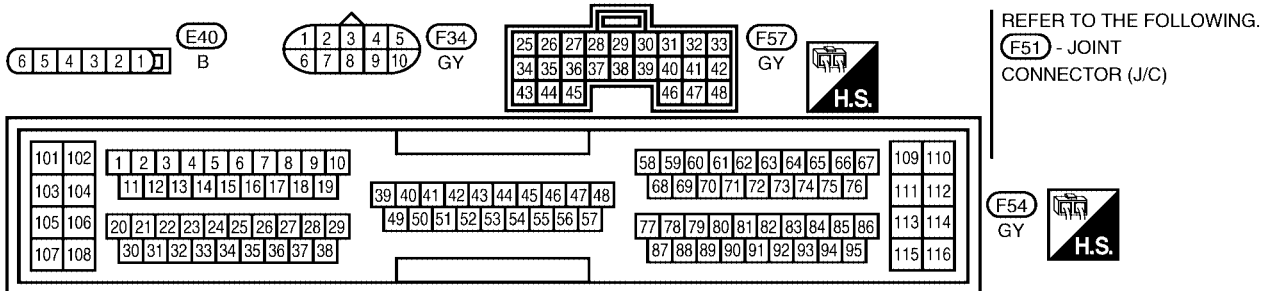 REFER TO THE FOLLOWING.
F51 - JOINT
CONNECTOR (J/C)
6 5 4 3 2 1
E40
B
1 2 3 4 5
6 7 8 9 10
F34
GY
25 26 27 28 29 30 31 32 33
34 35 36 37 38 39 40 41 42
43 44 45 46 47 48
F57
GY
H.S.
101 102
103 104
105 106
107 108
1 2 3 4 5 6 7 8 9 10
11 12 13 14 15 16 17 18 19
20 21 22 23 24 25 26 27 28 29
30 31 32 33 34 35 36 37 38
39 40 41 42 43 44 45 46 47 48
49 50 51 52 53 54 55 56 57
58 59 60 61 62 63 64 65 66 67
68 69 70 71 72 73 74 75 76
77 78 79 80 81 82 83 84 85 86
87 88 89 90 91 92 93 94 95
109 110
111 112
113 114
115 116
F54
GY
H.S.